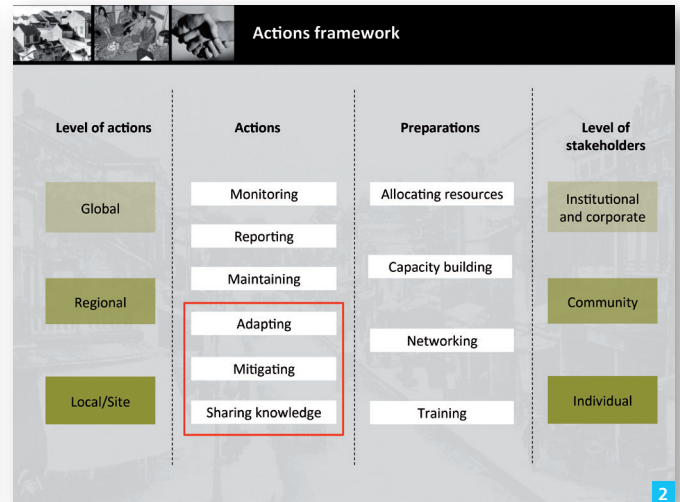 Actions framework
Level of actions
Global
Regional
Local/Site
Actions
Monitoring
Reporting
Maintaining
Adapting
Mitigating
Sharing knowledge
Preparations
Allocating resources
Capacity building
Networking
Training
Level of
stakeholders
Institutional
and corporate
Community
Individual
2